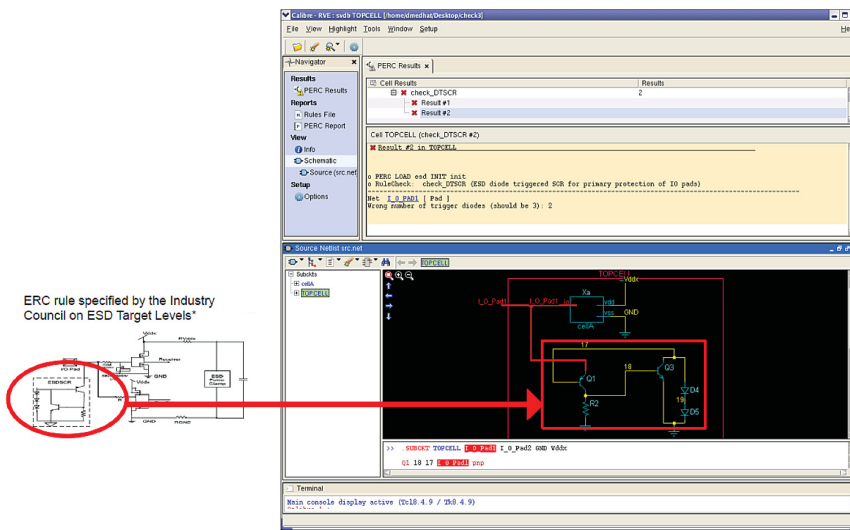 Calibre - RVE : svdb TOPCELL [/home/dmedhat/Desktop/check3]
File View Highlight Tools Window Setup He
Navigator x
PERC Results x
Results
PERC Results
Reports
Rules File
PERC Report
View
Info
Schematic
Source (src.net
Setup
Options
Cell Results Results
check_DTSCR 2
Result #1
Result #2
Cell TOPCELL (check_DTSCR #2)
Result #2 in TOPCELL
o PERC LOAD esd INIT init
o RuleCheck: check_DTSCR (ESD diode triggered SCR for primary protection of IO pads)
Net I_O_PAD1 [ Pad ]
Wrong number of trigger diodes (should be 3): 2
Source Netlist src.net
TOPCELL
Subckts
cellA
TOPCELL
TOPCELL
Vddx
Xa
I_O_Pad1
I_O_Pad1 in
vdd
vss
GND
cellA
I_O_Pad1
17
Q1
18
Q3
R2
D4
19
D5
>> .SUBCKT TOPCELL I_O_Pad1 I_O_Pad2 GND Vddx
Q1 18 17 I_O_Pad1 pnp
Terminal
Main console display active (Tcl8.4.9 / Tk8.4.9)
ERC rule specified by the Industry
Council on ESD Target Levels*
Vddx
I/O Pad
Receiver
GND
Vddx
ESDSCR
R
ESD
Power
Clamp
GND